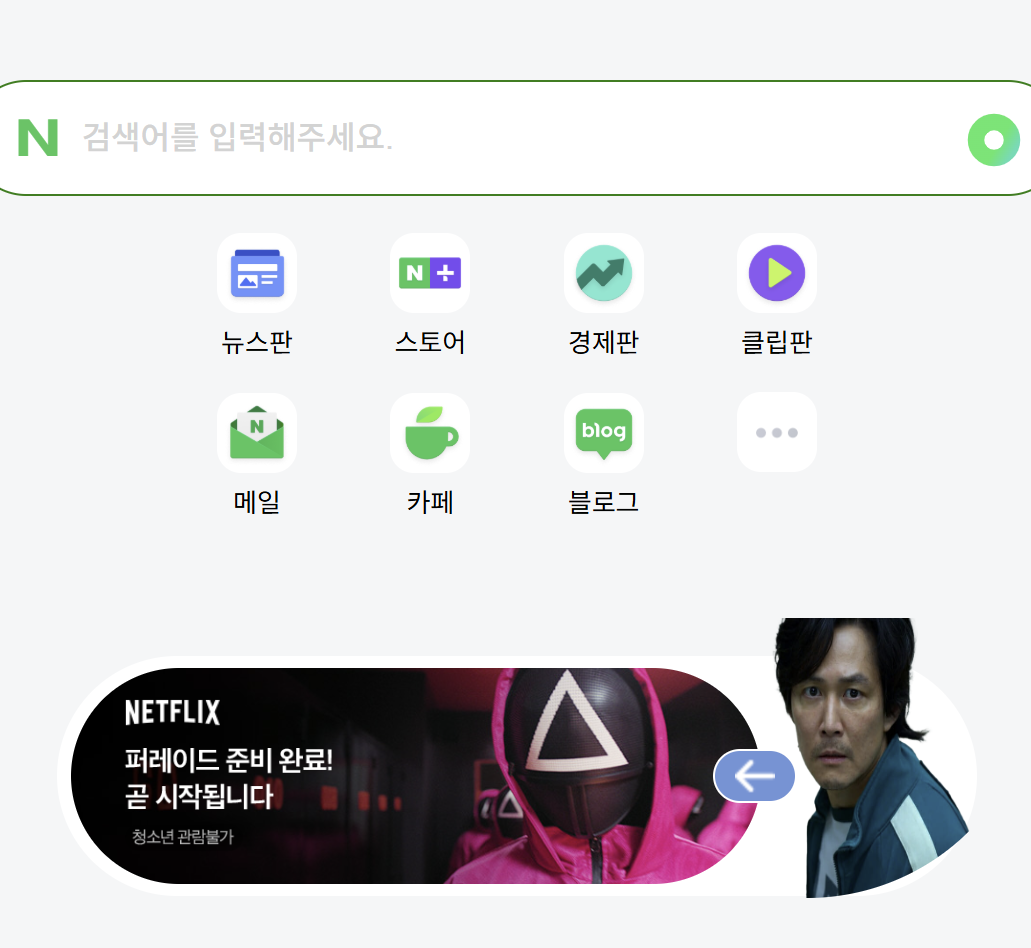 N 검색어를 입력해주세요.
N+
뉴스판 스토어 경제판 클립판
N blog
메일 카페 블로그
NETFLIX
퍼레이드 준비 완료!
곧 시작됩니다
청소년 관람불가